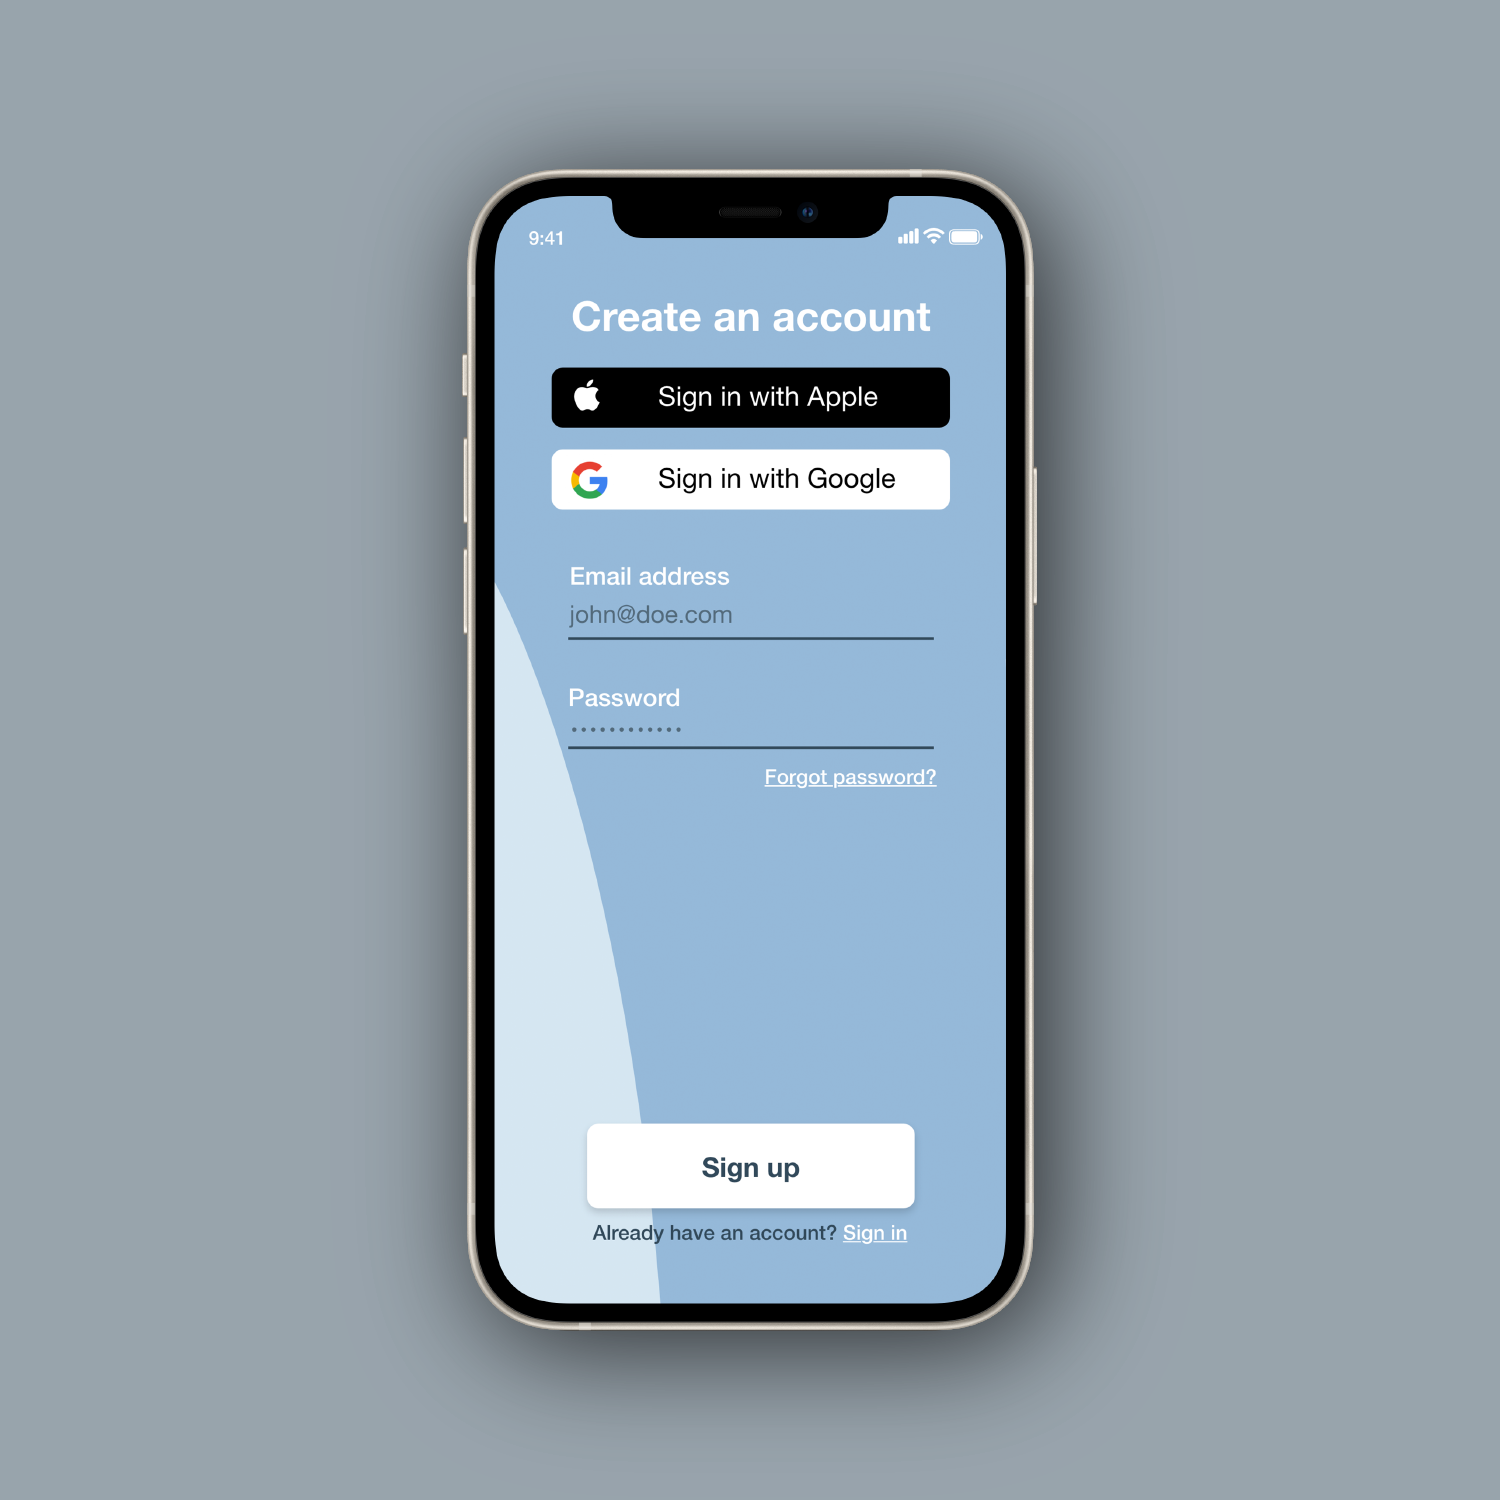 9:41
Create an account
Sign in with Apple
Sign in with Google
Email address
john@doe.com
Password
••••••••••••
Forgot password?
Sign up
Already have an account? Sign in